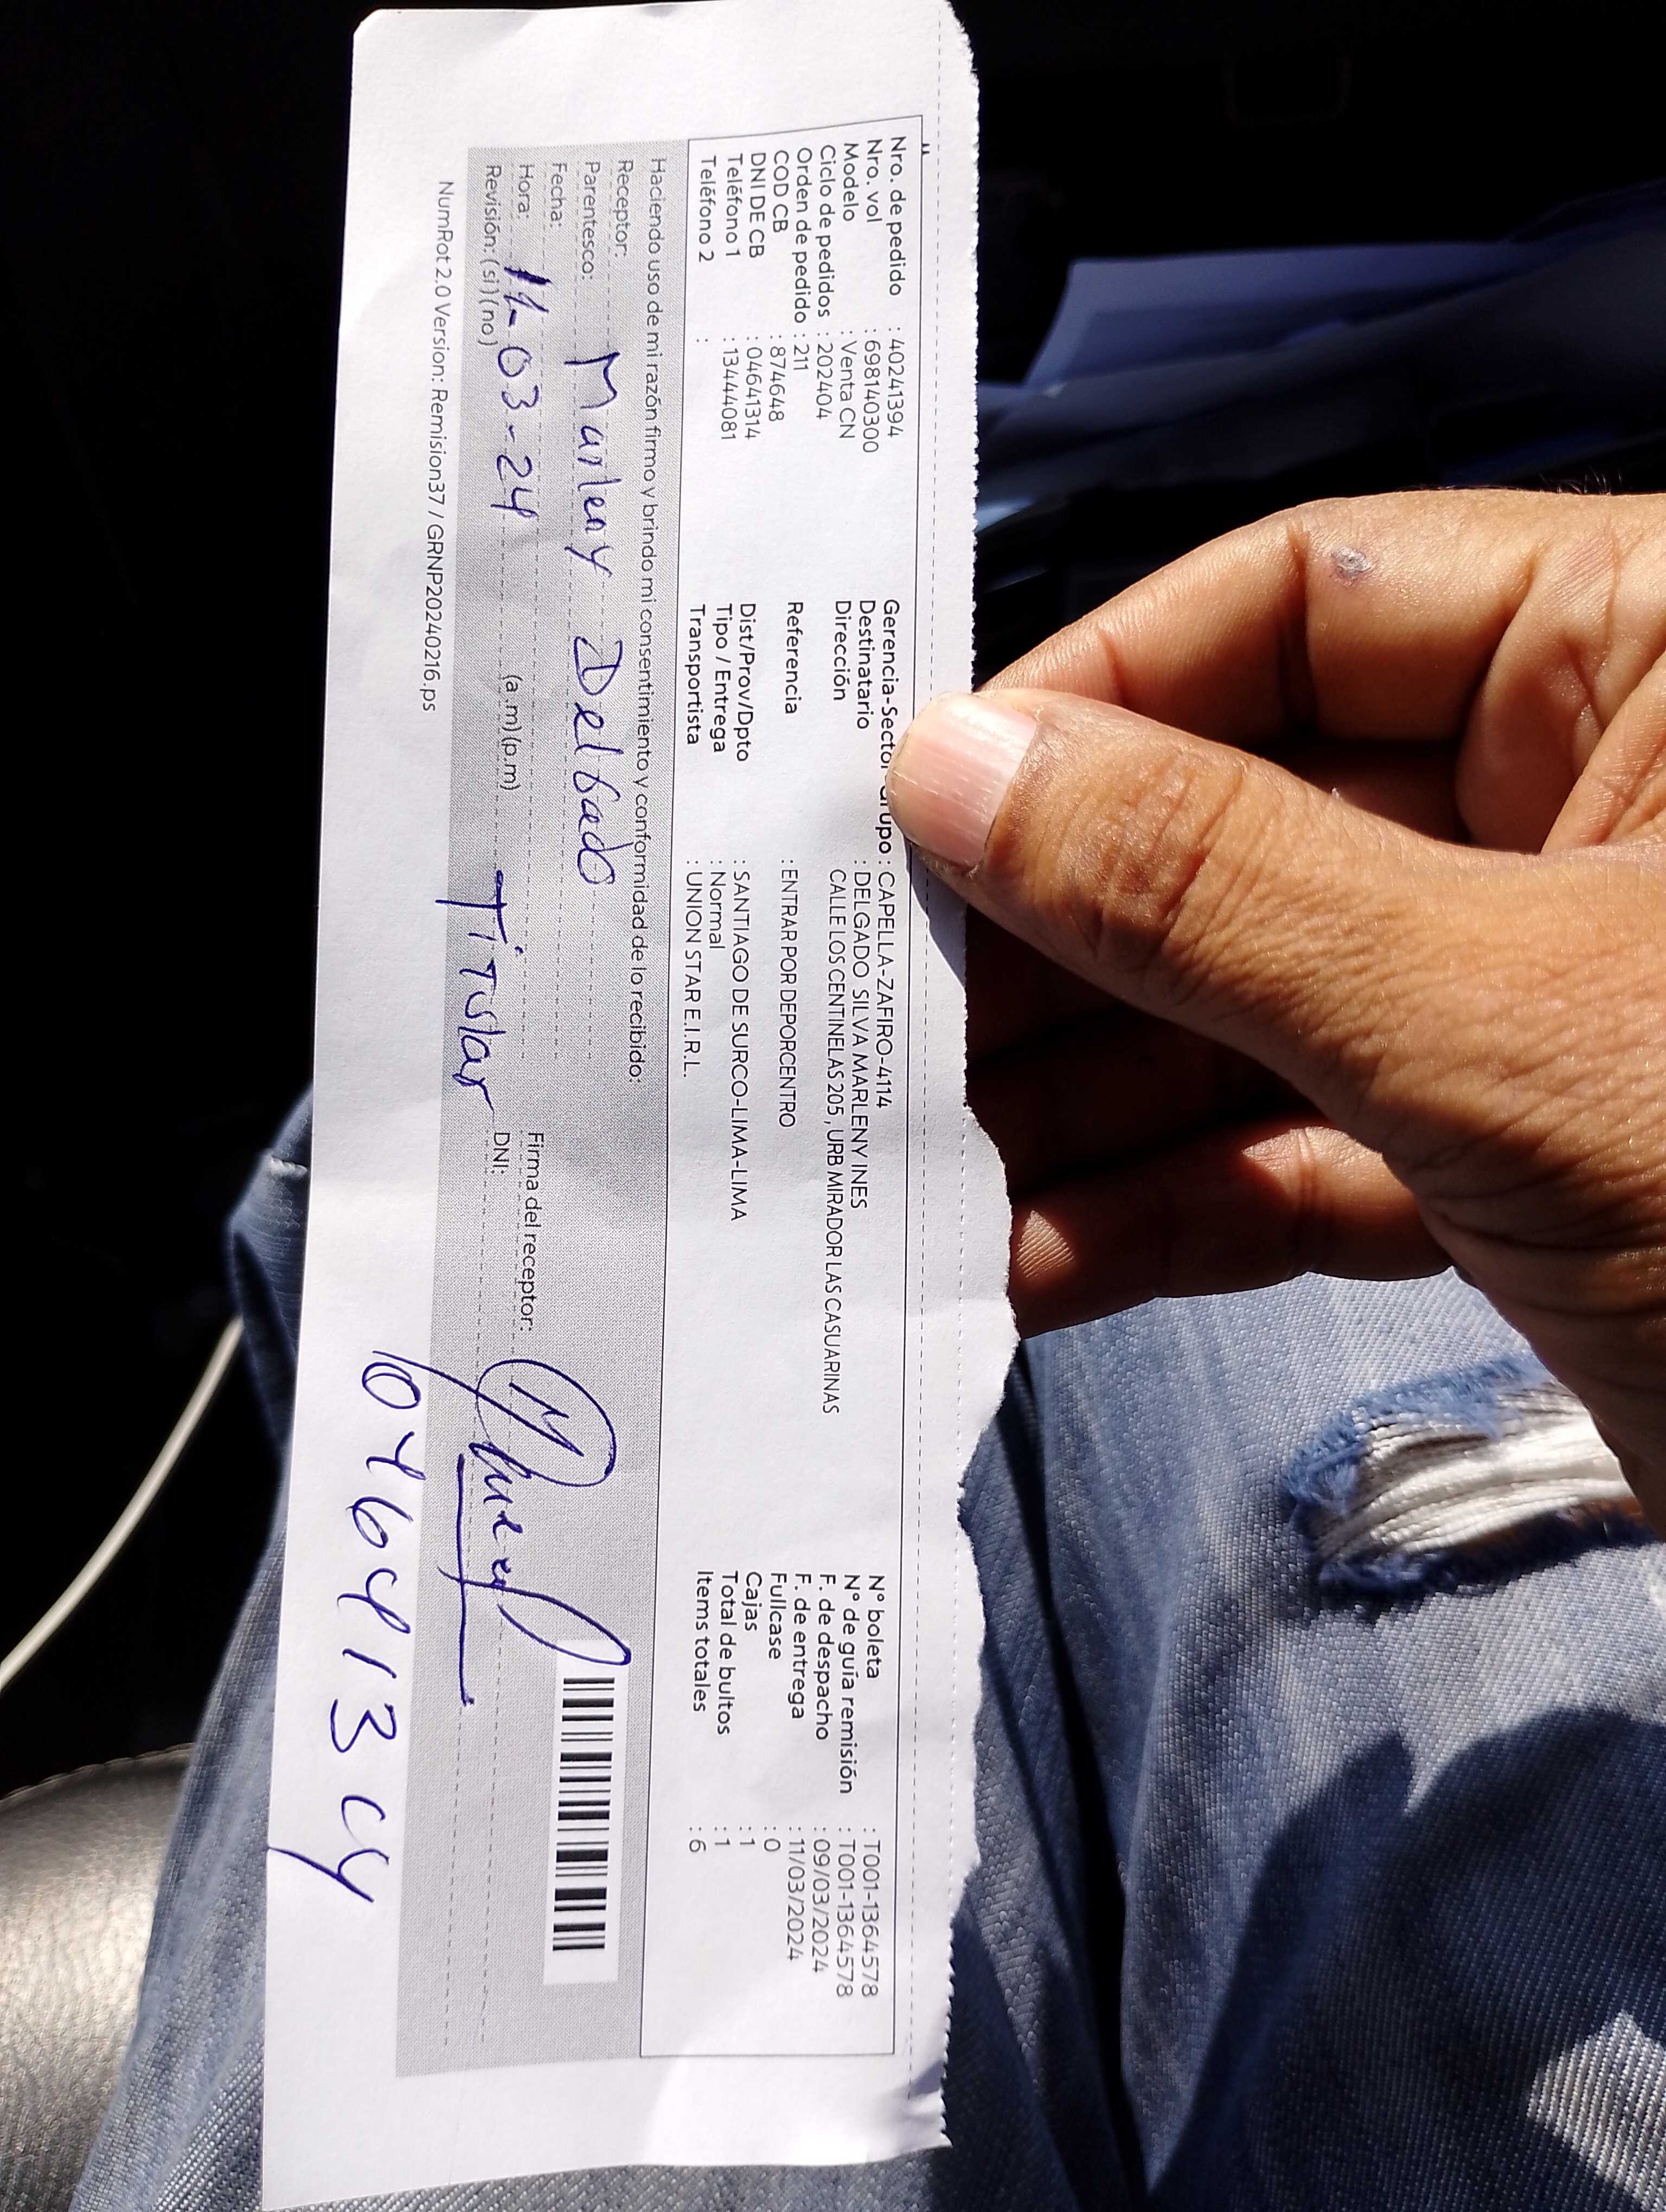 Nro. de pedido : 40241394
Nro. vol : 698140300
Modelo : Venta CN
Ciclo de pedidos : 202404
Orden de pedido : 211
COD CB : 874648
DNI DE CB : 04641314
Teléfono 1 : 13444081
Teléfono 2 :
Gerencia-Sector Grupo : CAPELLA-ZAFIRO-4114
Destinatario : DELGADO SILVA MARLENY INES
Dirección CALLE LOS CENTINELAS 205 , URB MIRADOR LAS CASUARINAS
Referencia : ENTRAR POR DEPORCENTRO
Dist/Prov/Dpto : SANTIAGO DE SURCO-LIMA-LIMA
Tipo / Entrega : Normal
Transportista : UNION STAR E.I.R.L.
N° boleta : T001-1364578
N° de guía remisión : T001-1364578
F. de despacho : 09/03/2024
F. de entrega : 11/03/2024
Fullcase : 0
Cajas : 1
Total de bultos : 1
Items totales : 6
Haciendo uso de mi razón firmo y brindo mi consentimiento y conformidad de lo recibido:
Receptor:
Parentesco: Marleny Delgado
Fecha:
Hora: 11-03-24 (a.m)(p.m) Titular
Revisión: (si)(no)
Firma del receptor:
DNI:
04641314
NumRot 2.0 Version: Remision37 / GRNP20240216.ps